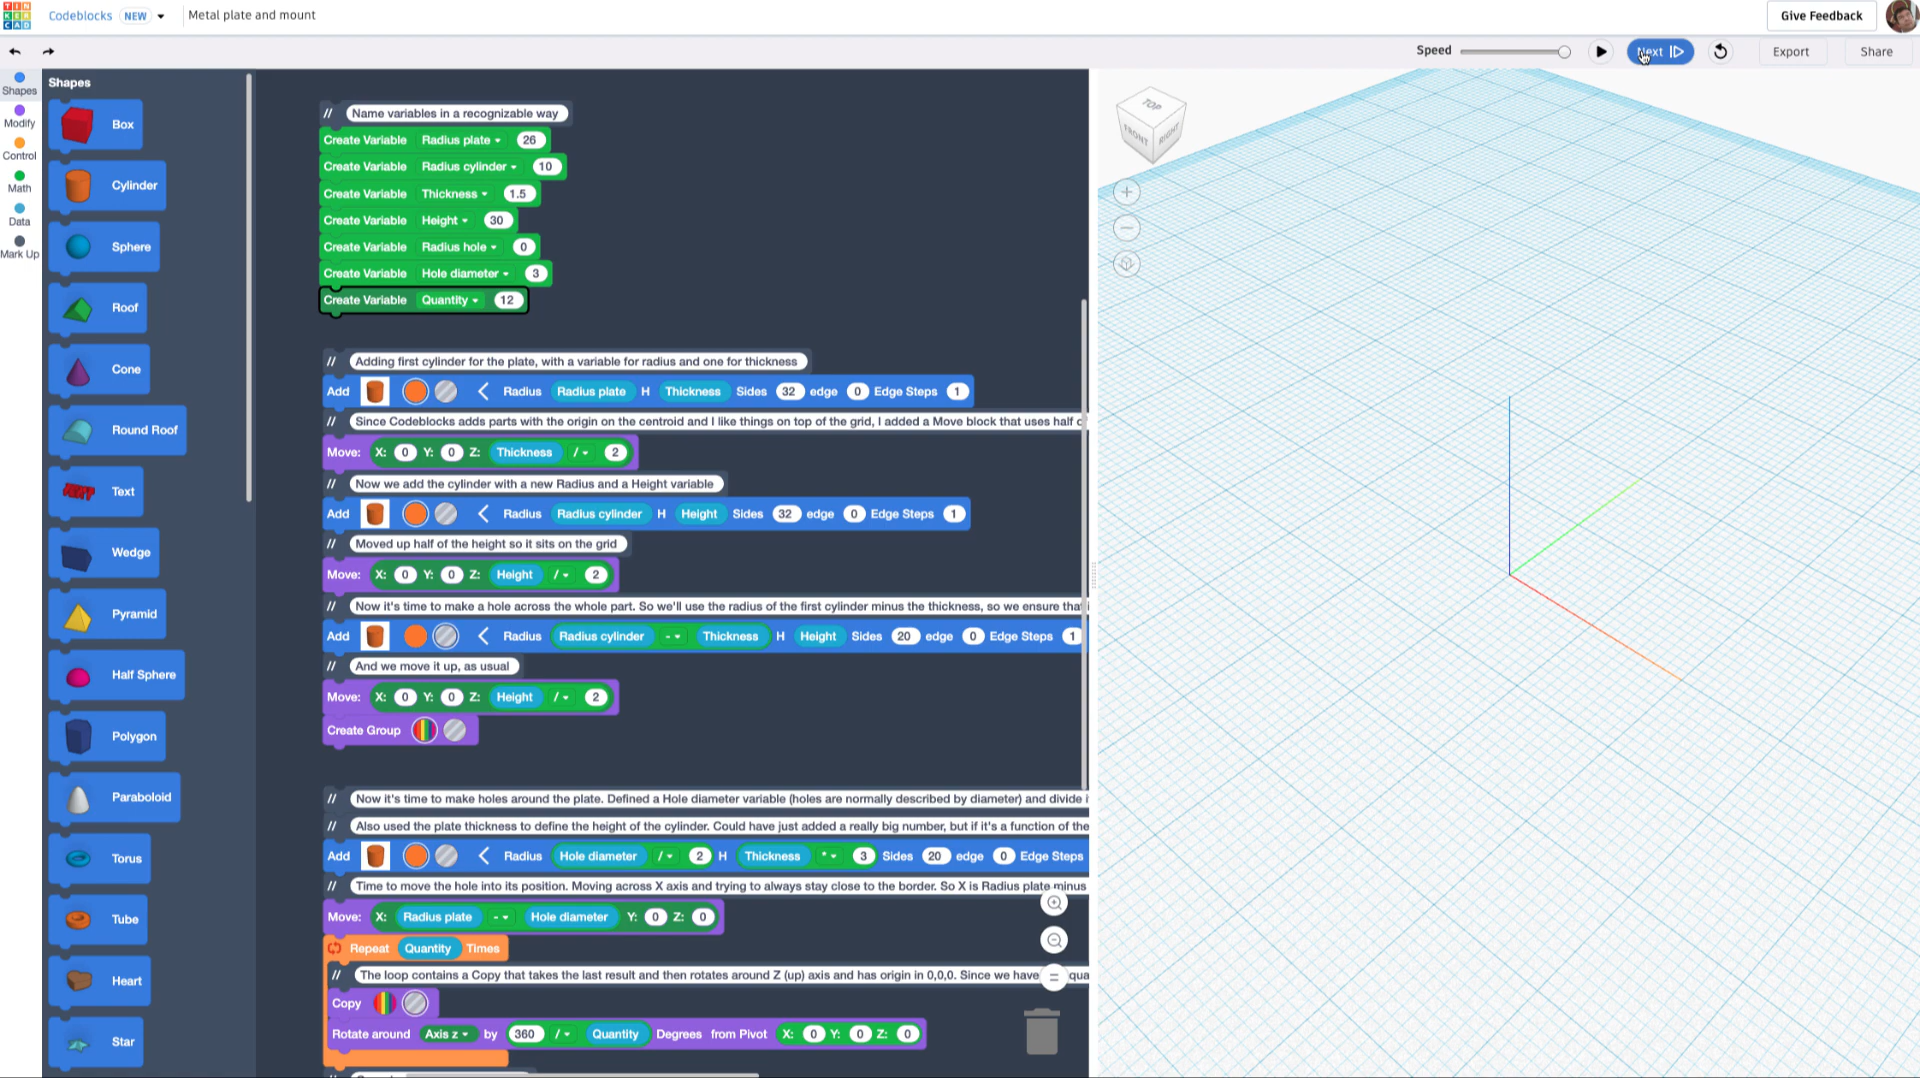 TIN
KER
CAD
Codeblocks NEW
Metal plate and mount
Give Feedback
Speed
Next
Export
Share
Shapes
Modify
Control
Math
Data
Mark Up
Shapes
Box
Cylinder
Sphere
Roof
Cone
Round Roof
Text
Wedge
Pyramid
Half Sphere
Polygon
Paraboloid
Torus
Tube
Heart
Star
// Name variables in a recognizable way
Create Variable Radius plate 26
Create Variable Radius cylinder 10
Create Variable Thickness 1.5
Create Variable Height 30
Create Variable Radius hole 0
Create Variable Hole diameter 3
Create Variable Quantity 12
// Adding first cylinder for the plate, with a variable for radius and one for thickness
Add Radius Radius plate H Thickness Sides 32 edge 0 Edge Steps 1
// Since Codeblocks adds parts with the origin on the centroid and I like things on top of the grid, I added a Move block that uses half
Move: X: 0 Y: 0 Z: Thickness / 2
// Now we add the cylinder with a new Radius and a Height variable
Add Radius Radius cylinder H Height Sides 32 edge 0 Edge Steps 1
// Moved up half of the height so it sits on the grid
Move: X: 0 Y: 0 Z: Height / 2
// Now it's time to make a hole across the whole part. So we'll use the radius of the first cylinder minus the thickness, so we ensure that
Add Radius Radius cylinder - Thickness H Height Sides 20 edge 0 Edge Steps 1
// And we move it up, as usual
Move: X: 0 Y: 0 Z: Height / 2
Create Group
// Now it's time to make holes around the plate. Defined a Hole diameter variable (holes are normally described by diameter) and divide
// Also used the plate thickness to define the height of the cylinder. Could have just added a really big number, but if it's a function of the
Add Radius Hole diameter / 2 H Thickness * 3 Sides 20 edge 0 Edge Steps
// Time to move the hole into its position. Moving across X axis and trying to always stay close to the border. So X is Radius plate minus
Move: X: Radius plate - Hole diameter Y: 0 Z: 0
Repeat Quantity Times
// The loop contains a Copy that takes the last result and then rotates around Z (up) axis and has origin in 0,0,0. Since we have
Copy
Rotate around Axis z by 360 / Quantity Degrees from Pivot X: 0 Y: 0 Z: 0
//
TOP
FRONT
RIGHT